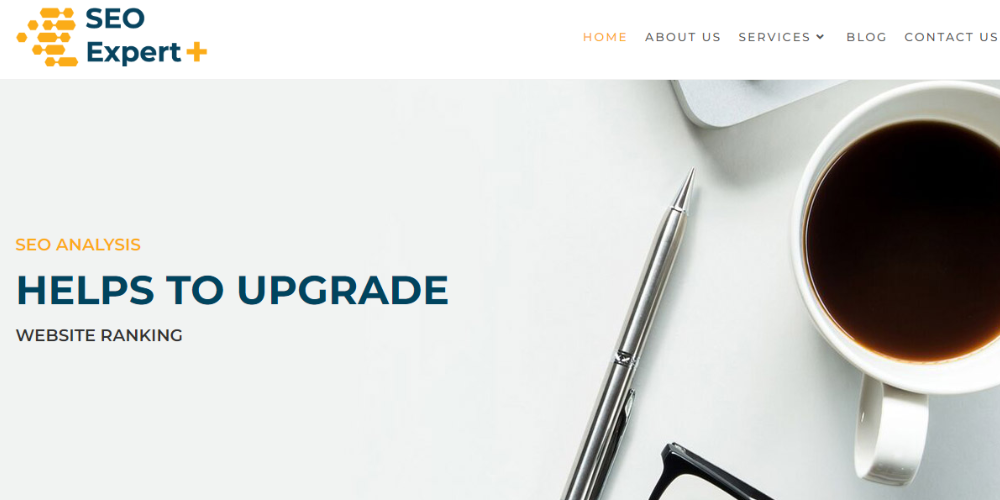 SEO
Expert+
HOME ABOUT US SERVICES BLOG CONTACT US
SEO ANALYSIS
HELPS TO UPGRADE
WEBSITE RANKING